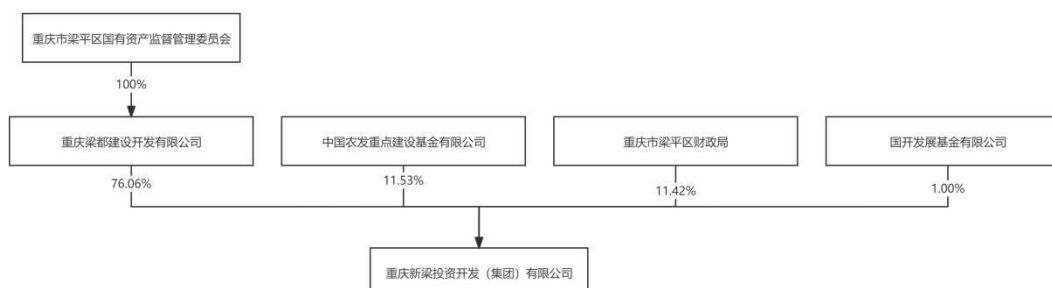 重庆市梁平区国有资产监督管理委员会
100%
重庆梁都建设开发有限公司
中国农发重点建设基金有限公司
重庆市梁平区财政局
国开发展基金有限公司
76.06%
11.53%
11.42%
1.00%
重庆新梁投资开发（集团）有限公司